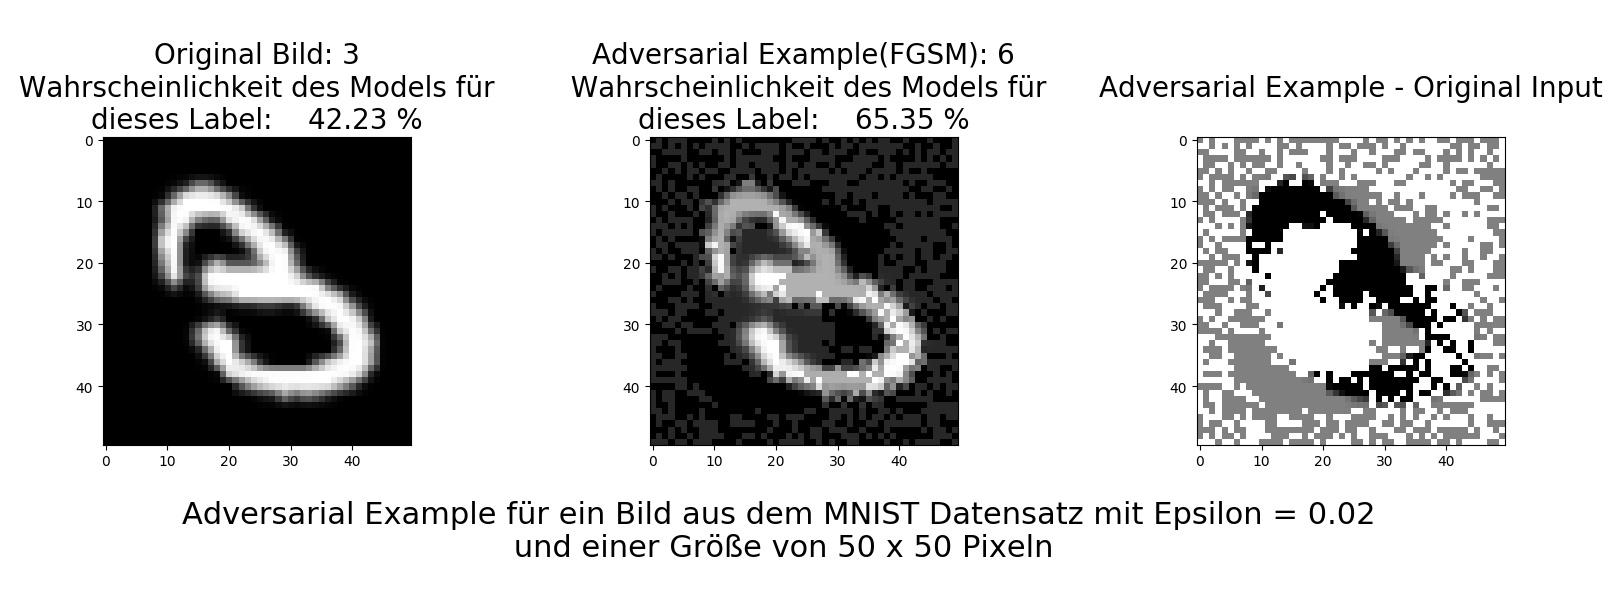 Original Bild: 3
Wahrscheinlichkeit des Models für
dieses Label: 42.23 %
0
10
20
30
40
0 10 20 30 40
Adversarial Example(FGSM): 6
Wahrscheinlichkeit des Models für
dieses Label: 65.35 %
0
10
20
30
40
0 10 20 30 40
Adversarial Example - Original Input
0
10
20
30
40
0 10 20 30 40
Adversarial Example für ein Bild aus dem MNIST Datensatz mit Epsilon = 0.02
und einer Größe von 50 x 50 Pixeln